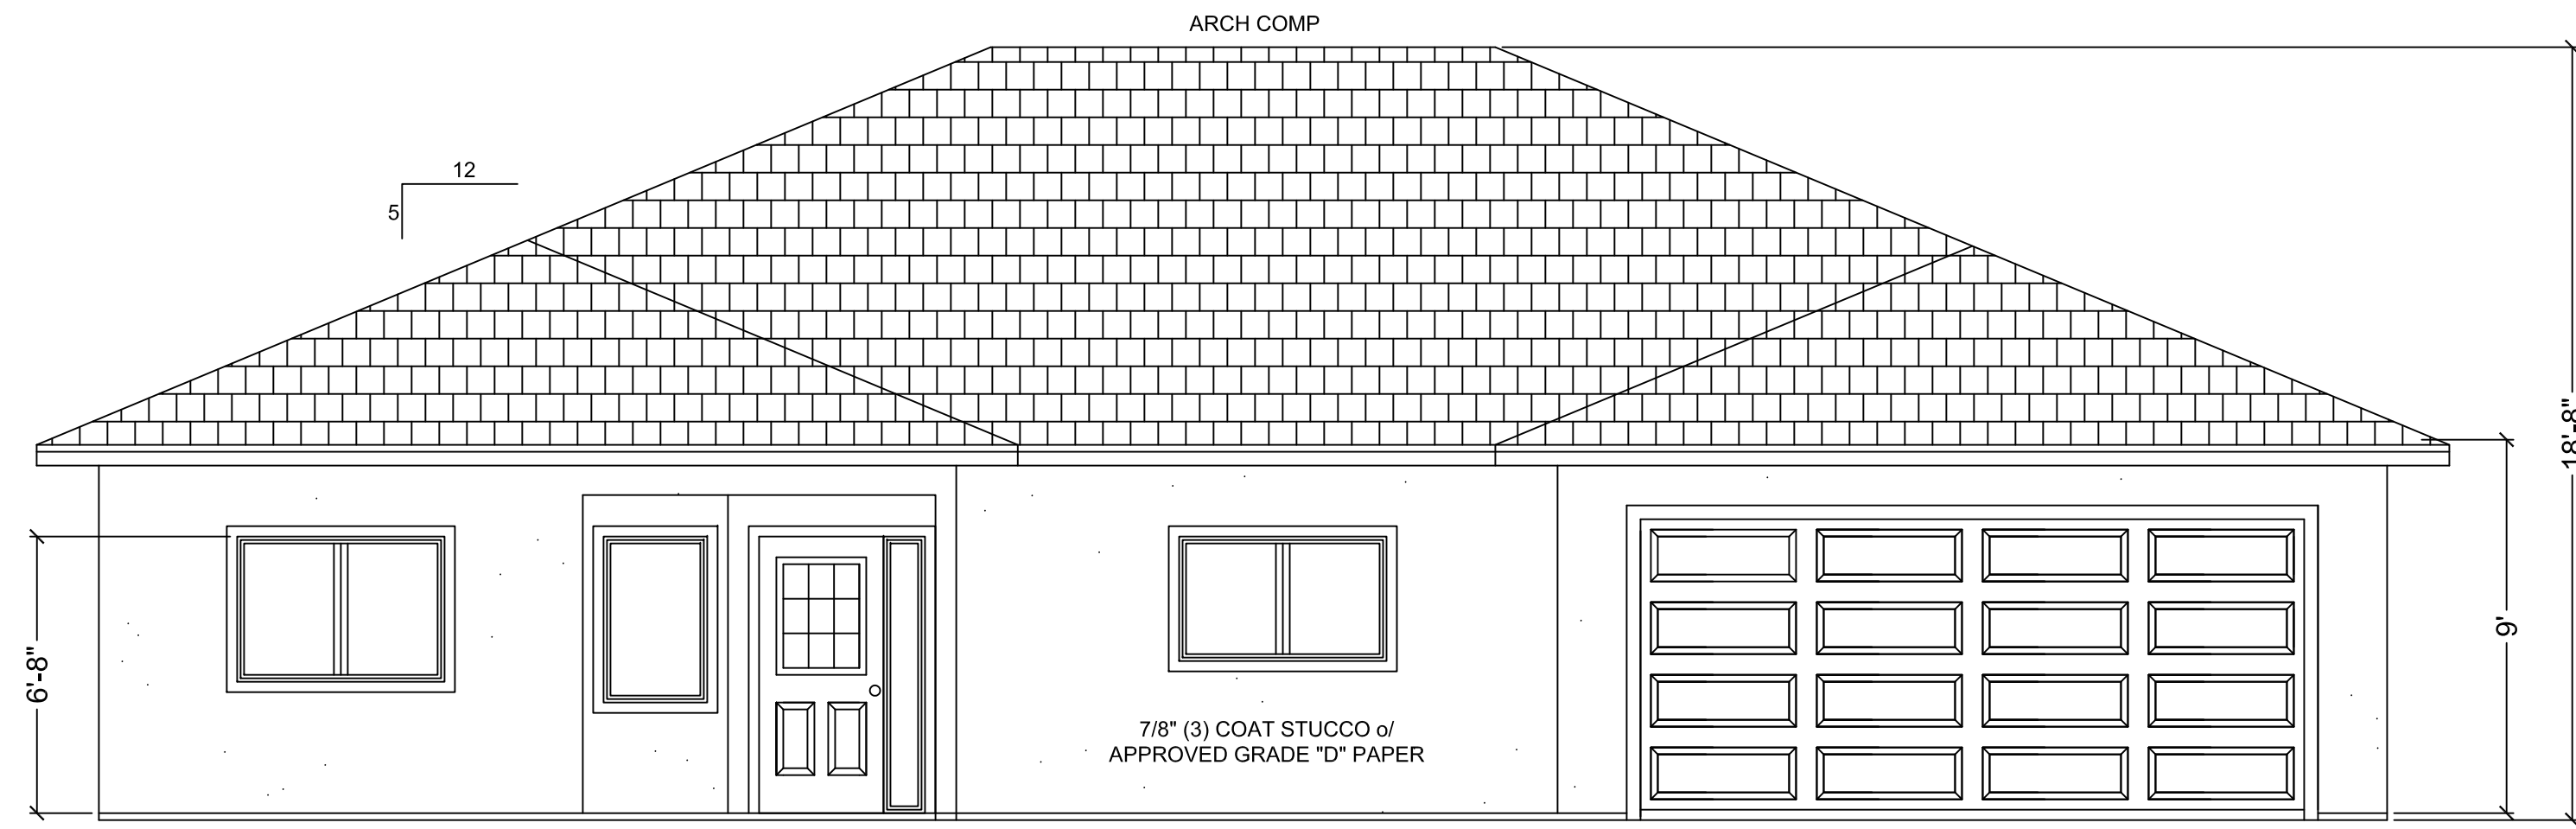 ARCH COMP
12
5
18'-8"
9'
6'-8"
7/8" (3) COAT STUCCO o/
APPROVED GRADE "D" PAPER